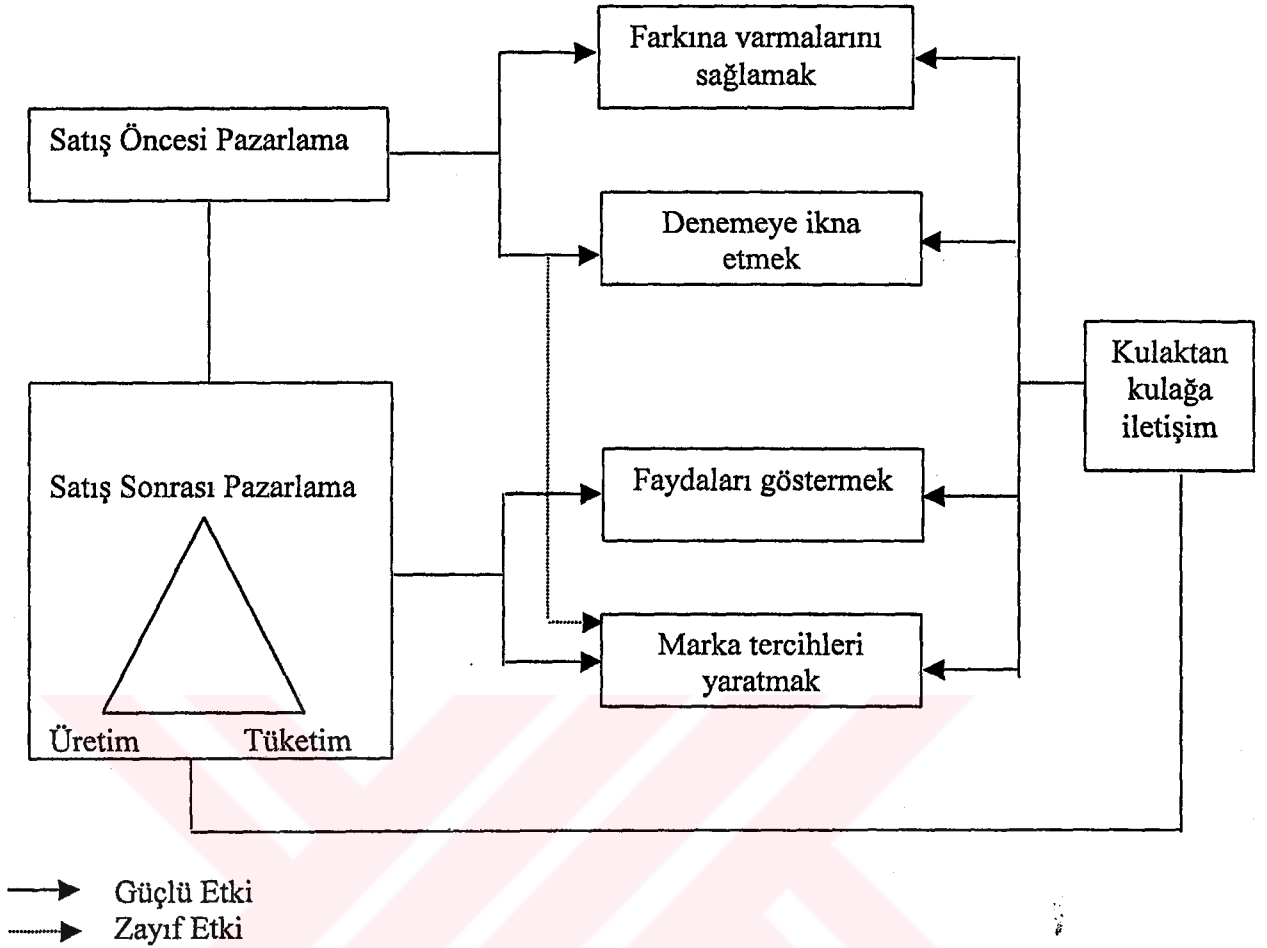 Farkına varmalarını
sağlamak
Satış Öncesi Pazarlama
Denemeye ikna
etmek
Kulaktan
kulağa
iletişim
Satış Sonrası Pazarlama
Faydaları göstermek
Marka tercihleri
yaratmak
Üretim
Tüketim
Güçlü Etki
Zayıf Etki